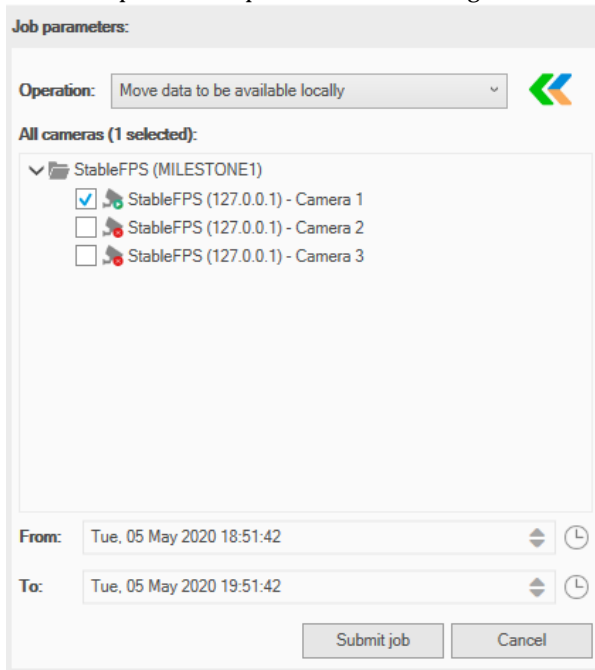 Job parameters:
Operation: Move data to be available locally
All cameras (1 selected):
StableFPS (MILESTONE1)
StableFPS (127.0.0.1) - Camera 1
StableFPS (127.0.0.1) - Camera 2
StableFPS (127.0.0.1) - Camera 3
From: Tue, 05 May 2020 18:51:42
To: Tue, 05 May 2020 19:51:42
Submit job Cancel